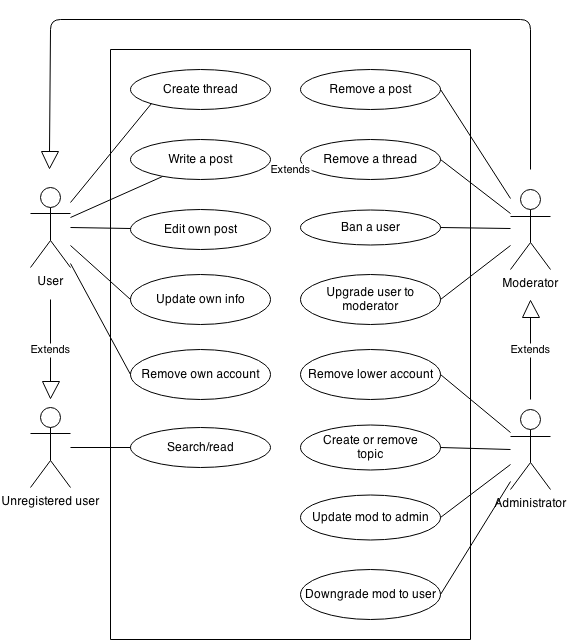 Create thread
Remove a post
Write a post
Extends
Remove a thread
Edit own post
Ban a user
User
Moderator
Update own info
Upgrade user to
moderator
Extends
Extends
Remove own account
Remove lower account
Search/read
Create or remove
topic
Unregistered user
Administrator
Update mod to admin
Downgrade mod to user